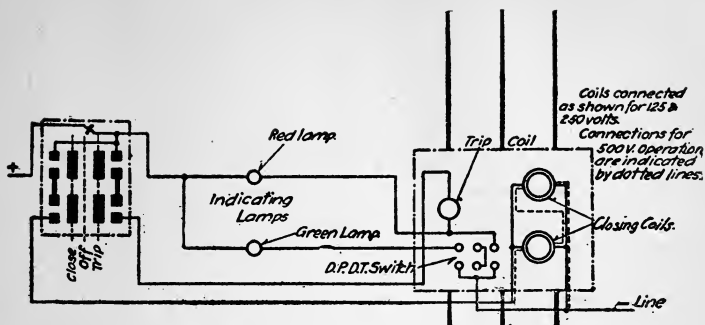 Coils connected
as shown for 125 &
250 volts.
Connections for
500 V. operation
are indicated
by dotted lines.
Red lamp.
Trip Coil
+
Indicating
Lamps
Green Lamp.
Closing Coils.
D.P.D.T. Switch
Close
Off
Trip
Line